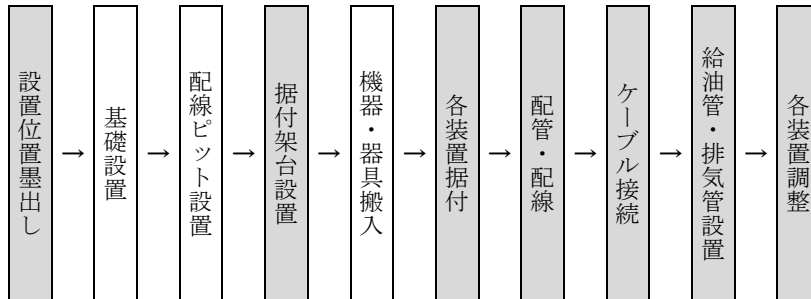 設置位置墨出し
→
基礎設置
→
配線ピット設置
→
据付架台設置
→
機器・器具搬入
→
各装置据付
→
配管・配線
→
ケーブル接続
→
給油管・排気管設置
→
各装置調整